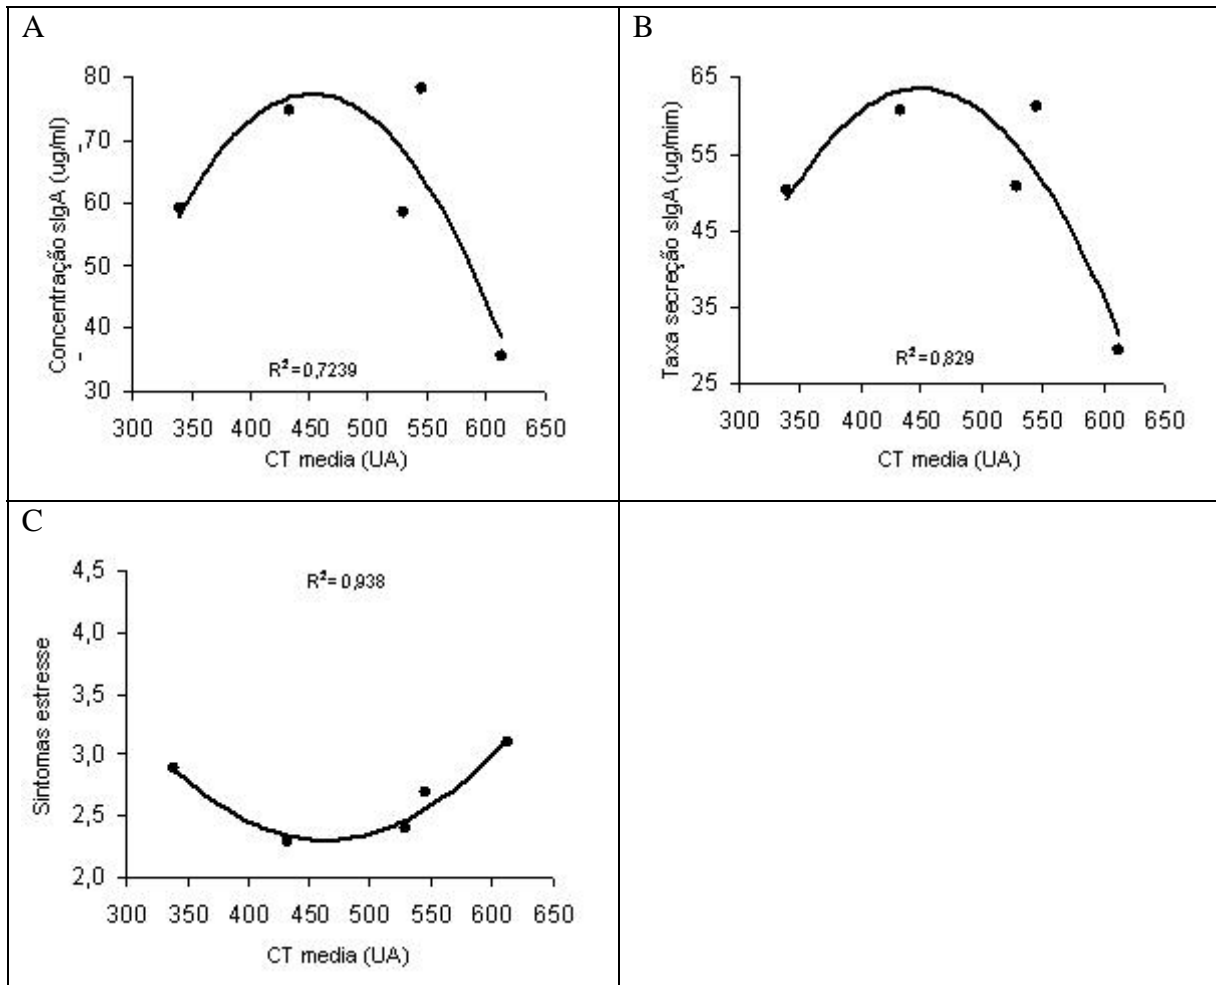 A
Concentração sIgA (ug/ml)
80
70
60
50
40
30
R²=0,7239
300 350 400 450 500 550 600 650
CT media (UA)
B
Taxa secreção sIgA (ug/mim)
65
55
45
35
25
R²=0,829
300 350 400 450 500 550 600 650
CT media (UA)
C
Sintomas estresse
4,5
4,0
3,5
3,0
2,5
2,0
R²= 0,938
300 350 400 450 500 550 600 650
CT media (UA)